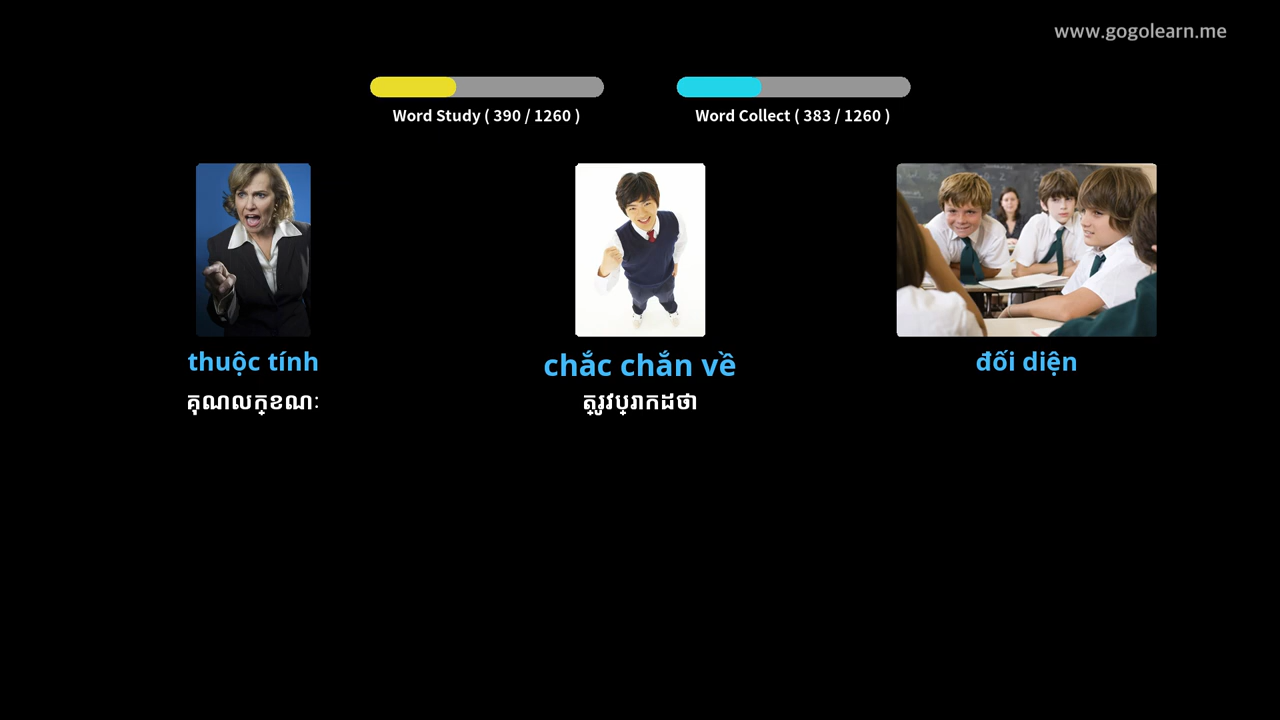 www.gogolearn.me
Word Study ( 390 / 1260 )
Word Collect ( 383 / 1260 )
thuộc tính
chắc chắn về
đối diện
គុណលក្ខណៈ
ត្រូវប្រាកដថា